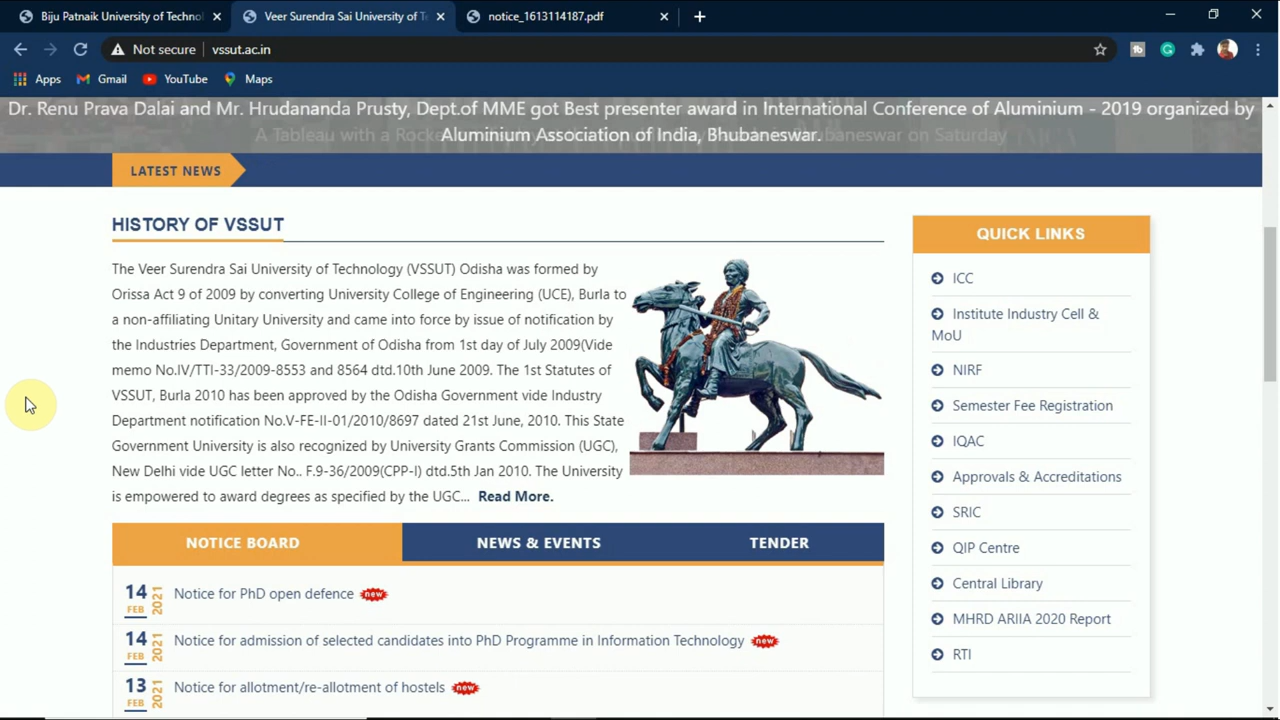 Biju Patnaik University of Technol
Veer Surendra Sai University of T
notice_1613114187.pdf
Not secure
vssut.ac.in
Apps
Gmail
YouTube
Maps
Dr. Renu Prava Dalai and Mr. Hrudananda Prusty, Dept.of MME got Best presenter award in International Conference of Aluminium - 2019 organized by
Aluminium Association of India, Bhubaneswar.
LATEST NEWS
HISTORY OF VSSUT
The Veer Surendra Sai University of Technology (VSSUT) Odisha was formed by
Orissa Act 9 of 2009 by converting University College of Engineering (UCE), Burla to
a non-affiliating Unitary University and came into force by issue of notification by
the Industries Department, Government of Odisha from 1st day of July 2009(Vide
memo No.IV/TTI-33/2009-8553 and 8564 dtd.10th June 2009. The 1st Statutes of
VSSUT, Burla 2010 has been approved by the Odisha Government vide Industry
Department notification No.V-FE-II-01/2010/8697 dated 21st June, 2010. This State
Government University is also recognized by University Grants Commission (UGC),
New Delhi vide UGC letter No.. F.9-36/2009(CPP-I) dtd.5th Jan 2010. The University
is empowered to award degrees as specified by the UGC... Read More.
QUICK LINKS
ICC
Institute Industry Cell &
MoU
NIRF
Semester Fee Registration
IQAC
Approvals & Accreditations
SRIC
QIP Centre
Central Library
MHRD ARIIA 2020 Report
RTI
NOTICE BOARD
NEWS & EVENTS
TENDER
14 FEB 2021 Notice for PhD open defence new
14 FEB 2021 Notice for admission of selected candidates into PhD Programme in Information Technology new
13 FEB 2021 Notice for allotment/re-allotment of hostels new